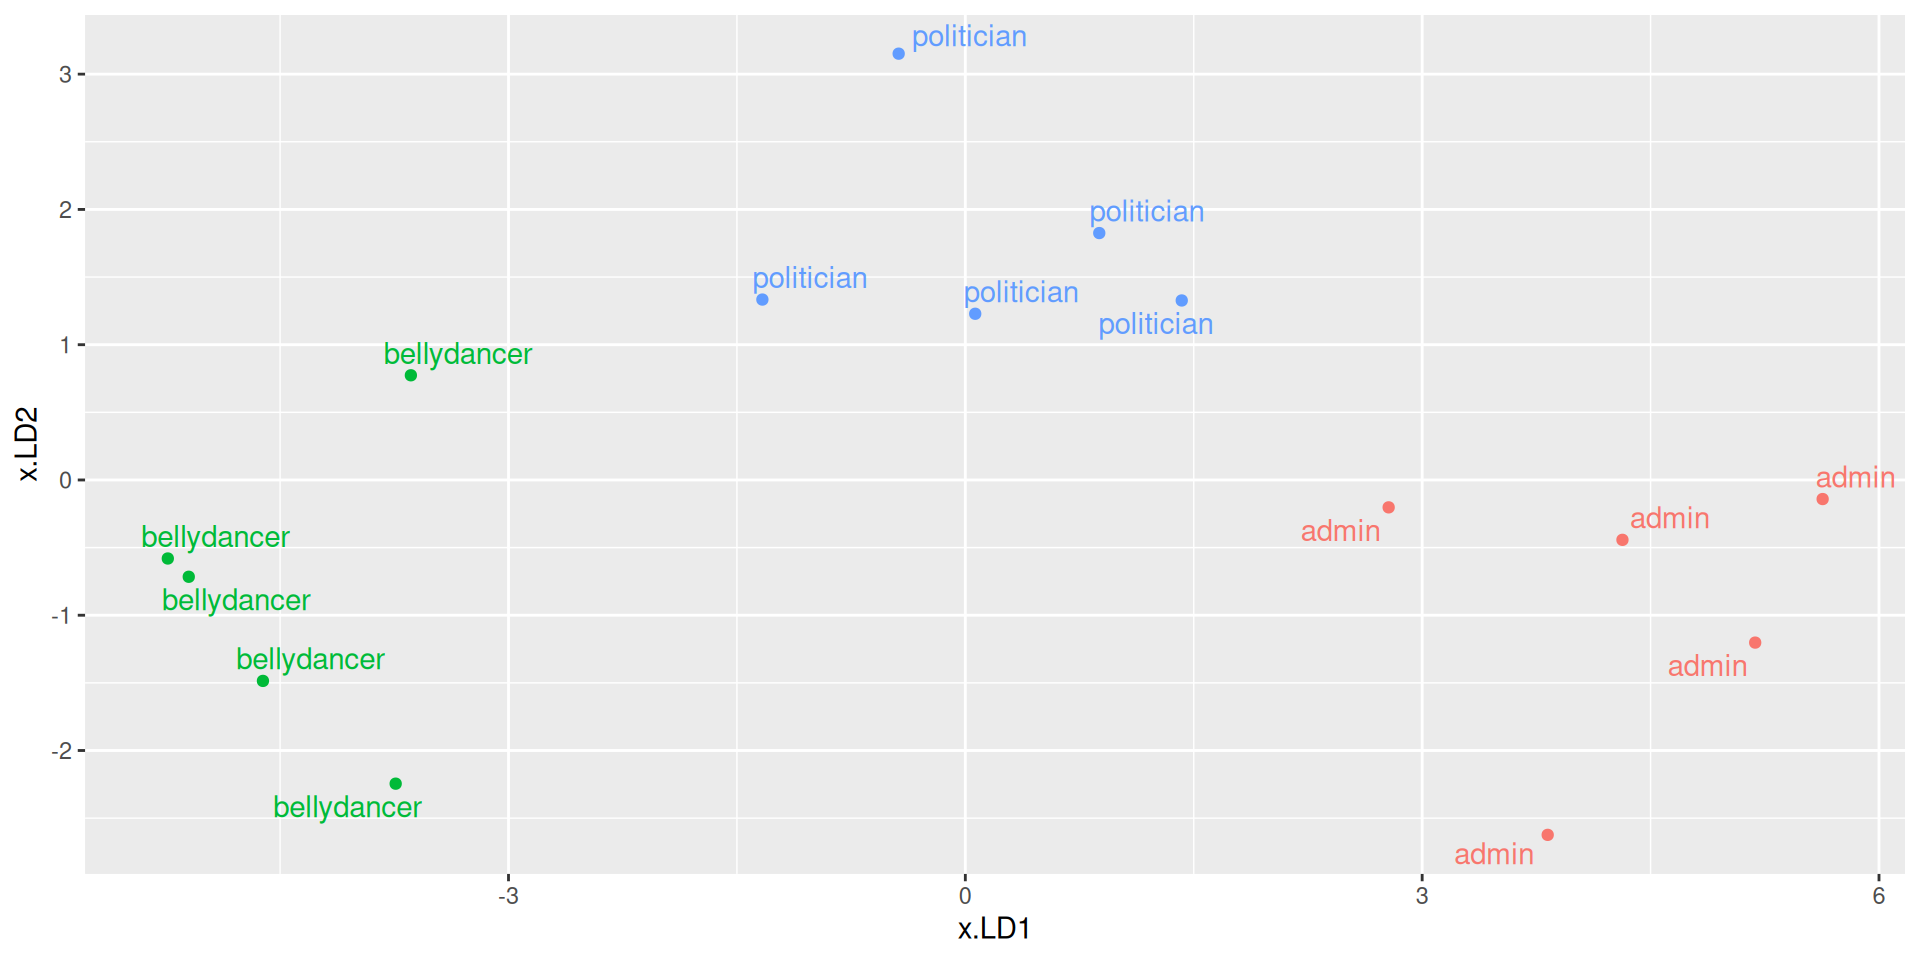 politician
3
politician
2
politician
politician
politician
bellydancer
1
x.LD2
0
admin
admin
admin
bellydancer
bellydancer
-1
bellydancer
admin
-2
bellydancer
admin
-3
0
3
6
x.LD1